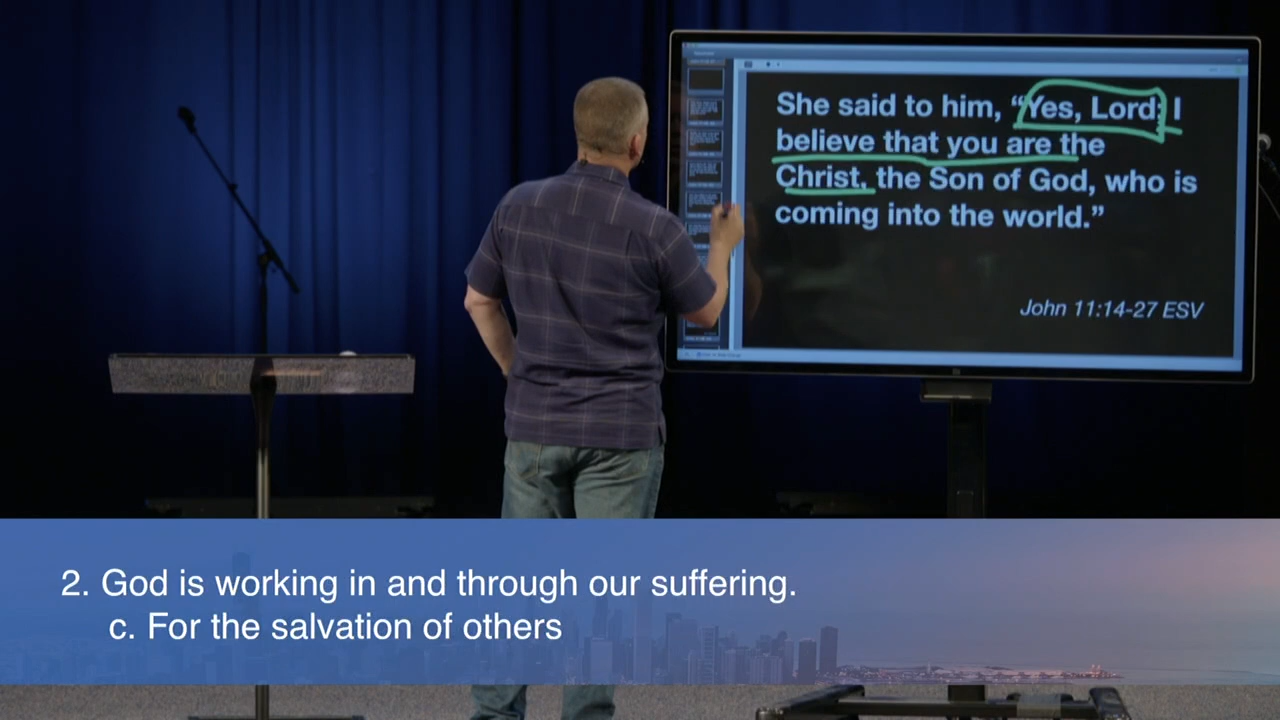 She said to him, “Yes, Lord; I
believe that you are the
Christ, the Son of God, who is
coming into the world.”
John 11:14-27 ESV
2. God is working in and through our suffering.
c. For the salvation of others